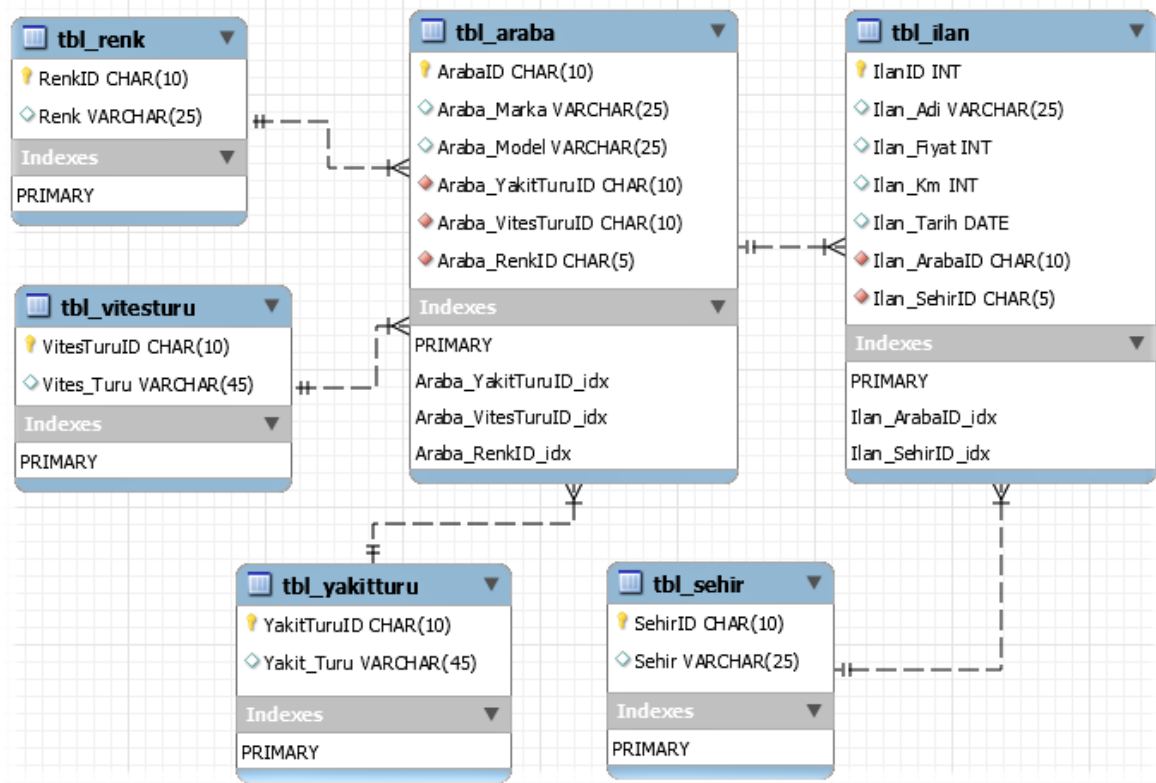 tbl_renk
RenkID CHAR(10)
Renk VARCHAR(25)
Indexes
PRIMARY
tbl_araba
ArabaID CHAR(10)
Araba_Marka VARCHAR(25)
Araba_Model VARCHAR(25)
Araba_YakitTuruID CHAR(10)
Araba_VitesTuruID CHAR(10)
Araba_RenkID CHAR(5)
Indexes
PRIMARY
Araba_YakitTuruID_idx
Araba_VitesTuruID_idx
Araba_RenkID_idx
tbl_ilan
IlanID INT
Ilan_Adi VARCHAR(25)
Ilan_Fiyat INT
Ilan_Km INT
Ilan_Tarih DATE
Ilan_ArabaID CHAR(10)
Ilan_SehirID CHAR(5)
Indexes
PRIMARY
Ilan_ArabaID_idx
Ilan_SehirID_idx
tbl_vitesturu
VitesTuruID CHAR(10)
Vites_Turu VARCHAR(45)
Indexes
PRIMARY
tbl_yakitturu
YakitTuruID CHAR(10)
Yakit_Turu VARCHAR(45)
Indexes
PRIMARY
tbl_sehir
SehirID CHAR(10)
Sehir VARCHAR(25)
Indexes
PRIMARY